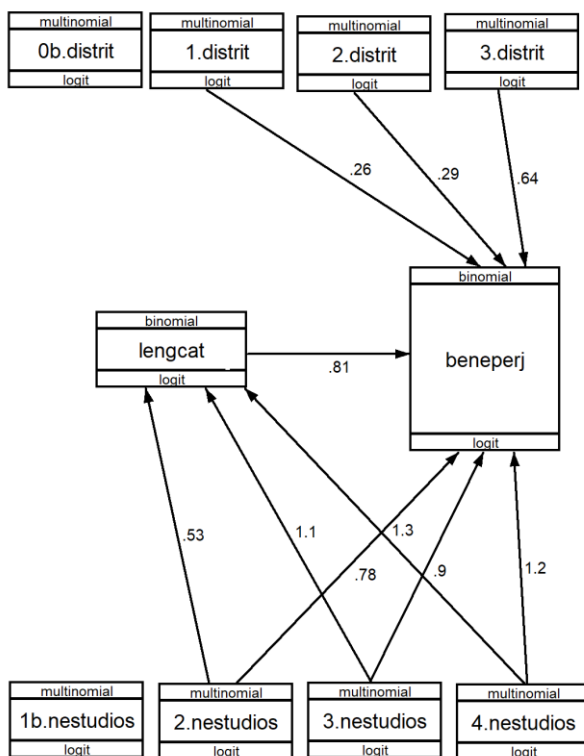 multinomial
0b.distrit
logit
multinomial
1.distrit
logit
multinomial
2.distrit
logit
multinomial
3.distrit
logit
.26
.29
.64
binomial
lengcat
logit
.81
binomial
beneperj
logit
.53
1.1
1.3
.78
.9
1.2
multinomial
1b.nestudios
logit
multinomial
2.nestudios
logit
multinomial
3.nestudios
logit
multinomial
4.nestudios
logit